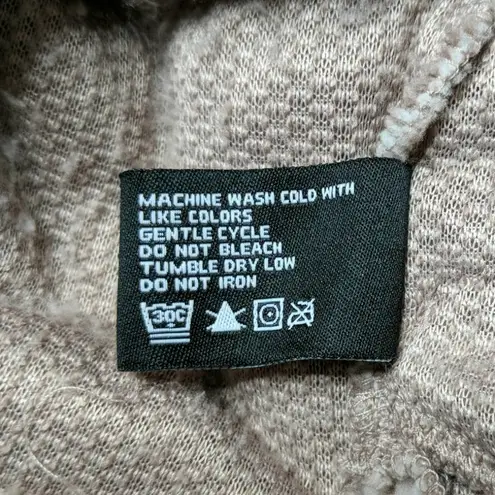 MACHINE WASH COLD WITH
LIKE COLORS
GENTLE CYCLE
DO NOT BLEACH
TUMBLE DRY LOW
DO NOT IRON
30C